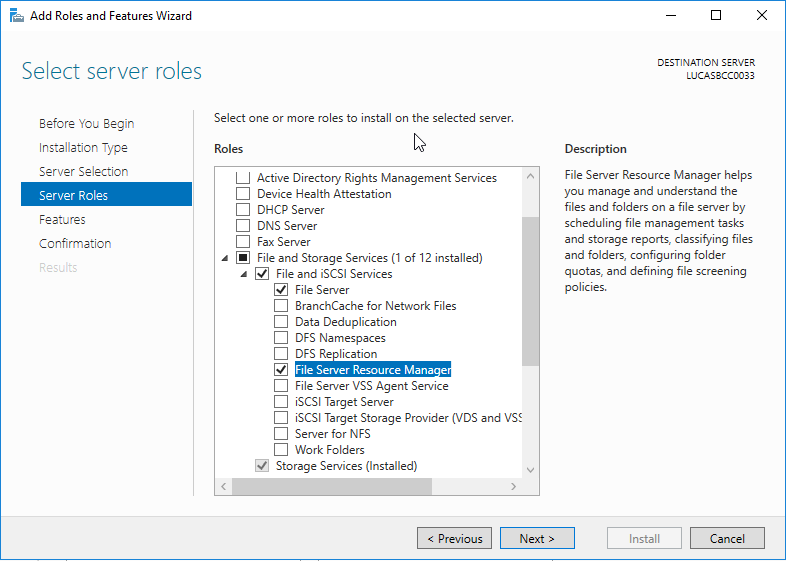 Add Roles and Features Wizard
Select server roles
DESTINATION SERVER
LUCASBCC0033
Before You Begin
Installation Type
Server Selection
Server Roles
Features
Confirmation
Results
Select one or more roles to install on the selected server.
Roles
Active Directory Rights Management Services
Device Health Attestation
DHCP Server
DNS Server
Fax Server
File and Storage Services (1 of 12 installed)
File and iSCSI Services
File Server
BranchCache for Network Files
Data Deduplication
DFS Namespaces
DFS Replication
File Server Resource Manager
File Server VSS Agent Service
iSCSI Target Server
iSCSI Target Storage Provider (VDS and VSS
Server for NFS
Work Folders
Storage Services (Installed)
Description
File Server Resource Manager helps
you manage and understand the
files and folders on a file server by
scheduling file management tasks
and storage reports, classifying files
and folders, configuring folder
quotas, and defining file screening
policies.
< Previous
Next >
Install
Cancel